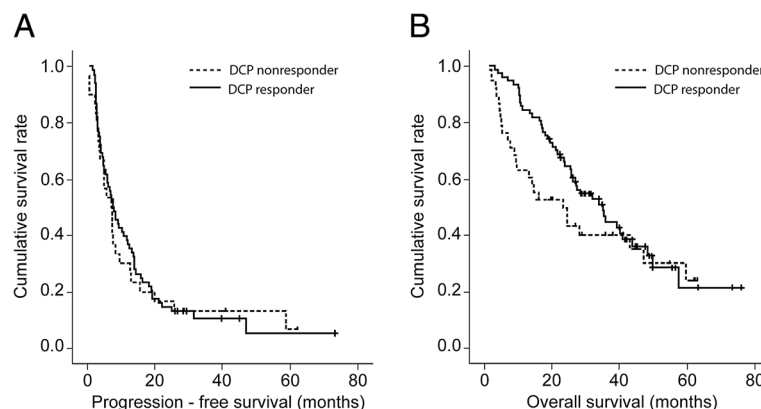 A
DCP nonresponder
DCP responder
Cumulative survival rate
1.0
0.8
0.6
0.4
0.2
0.0
0
20
40
60
80
Progression - free survival (months)
B
DCP nonresponder
DCP responder
Cumulative survival rate
1.0
0.8
0.6
0.4
0.2
0.0
0
20
40
60
80
Overall survival (months)